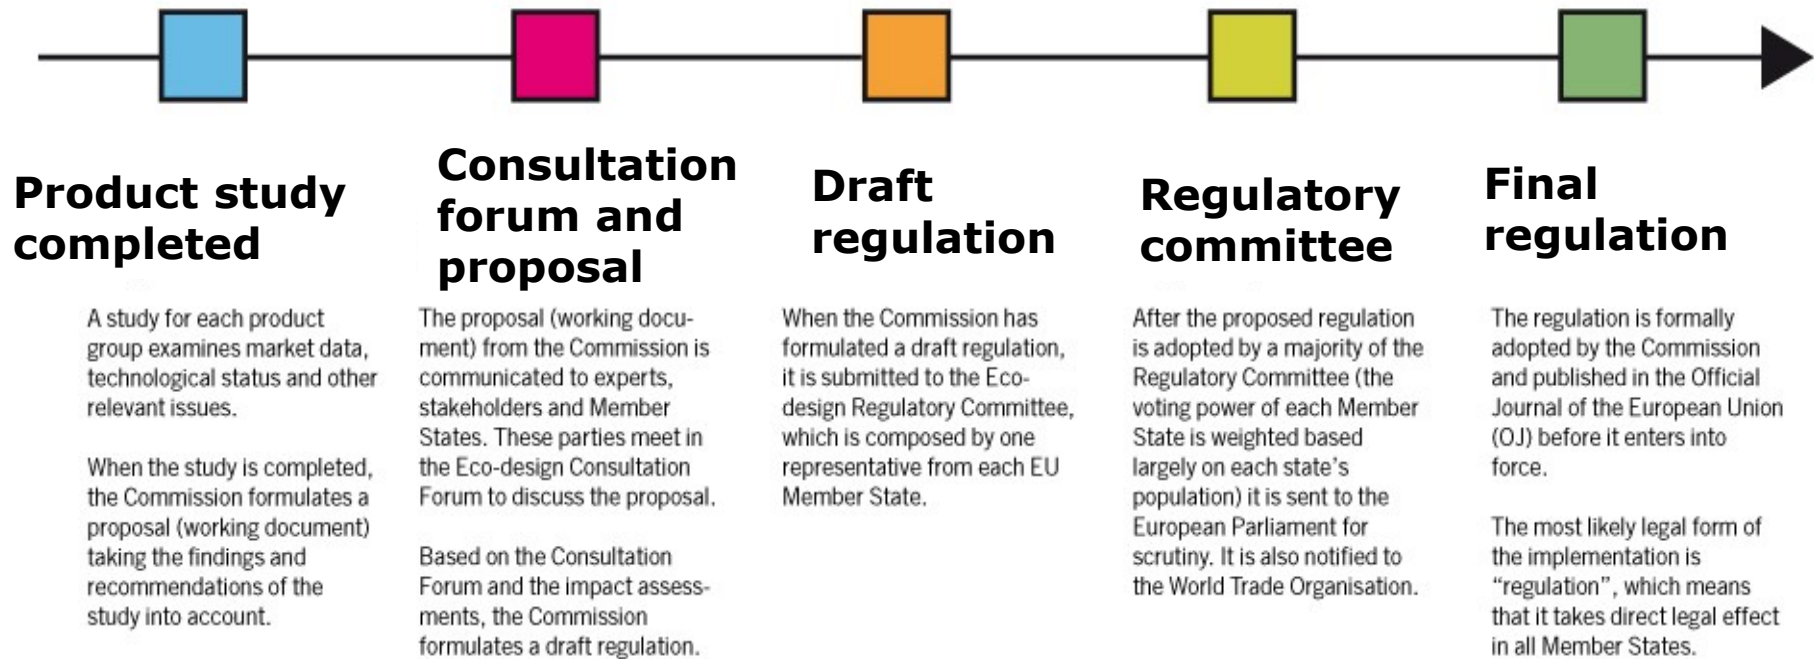 Product study
completed
A study for each product
group examines market data,
technological status and other
relevant issues.
When the study is completed,
the Commission formulates a
proposal (working document)
taking the findings and
recommendations of the
study into account.
Consultation
forum and
proposal
The proposal (working docu-
ment) from the Commission is
communicated to experts,
stakeholders and Member
States. These parties meet in
the Eco-design Consultation
Forum to discuss the proposal.
Based on the Consultation
Forum and the impact assess-
ments, the Commission
formulates a draft regulation.
Draft
regulation
When the Commission has
formulated a draft regulation,
it is submitted to the Eco-
design Regulatory Committee,
which is composed by one
representative from each EU
Member State.
Regulatory
committee
After the proposed regulation
is adopted by a majority of the
Regulatory Committee (the
voting power of each Member
State is weighted based
largely on each state’s
population) it is sent to the
European Parliament for
scrutiny. It is also notified to
the World Trade Organisation.
Final
regulation
The regulation is formally
adopted by the Commission
and published in the Official
Journal of the European Union
(OJ) before it enters into
force.
The most likely legal form of
the implementation is
“regulation”, which means
that it takes direct legal effect
in all Member States.